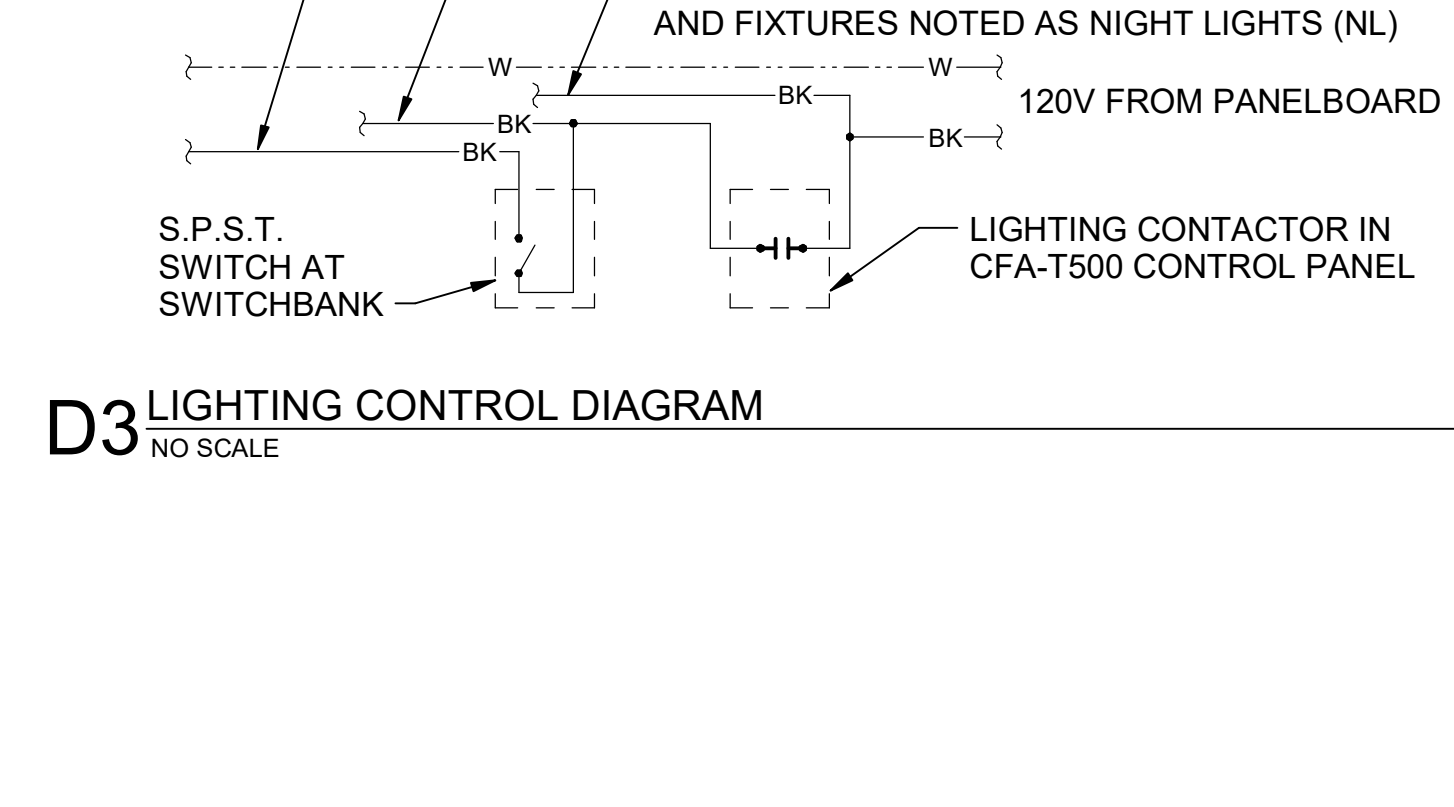 AND FIXTURES NOTED AS NIGHT LIGHTS (NL)
W
W
BK
120V FROM PANELBOARD
BK
BK
BK
S.P.S.T.
SWITCH AT
SWITCHBANK
LIGHTING CONTACTOR IN
CFA-T500 CONTROL PANEL
D3 LIGHTING CONTROL DIAGRAM
NO SCALE